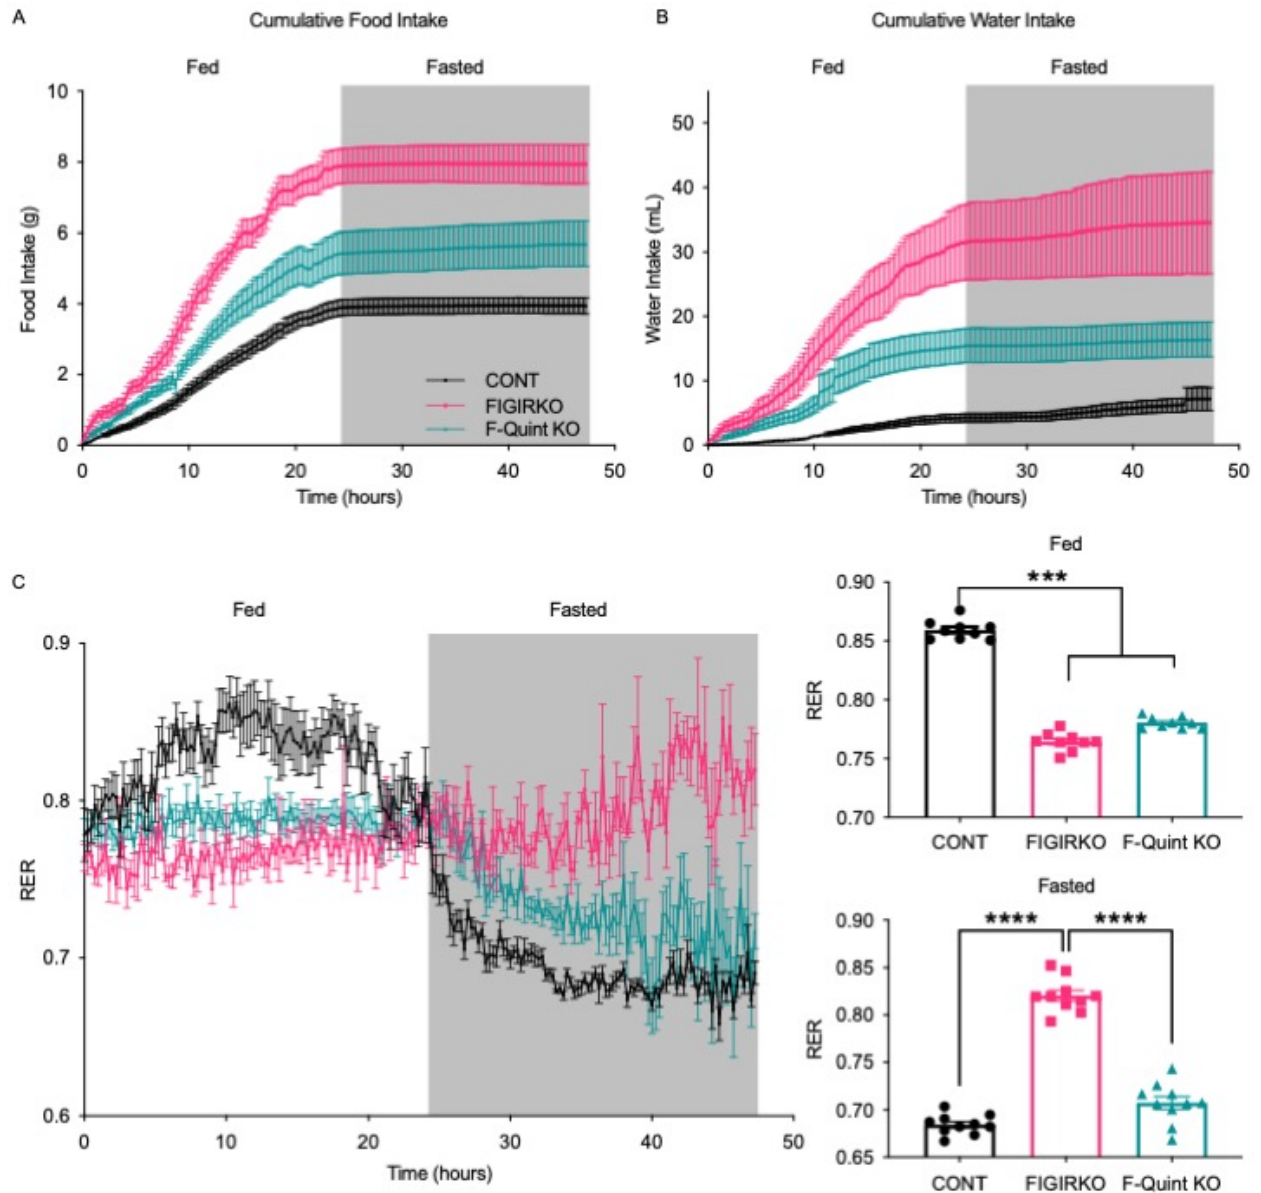 A
Cumulative Food Intake
Fed
Fasted
10
8
6
4
2
0
Food Intake (g)
CONT
FIGIRKO
F-Quint KO
0 10 20 30 40 50
Time (hours)
B
Cumulative Water Intake
Fed
Fasted
50
40
30
20
10
0
Water Intake (mL)
0 10 20 30 40 50
Time (hours)
C
Fed
Fasted
0.9
0.8
0.7
0.6
RER
0 10 20 30 40 50
Time (hours)
Fed
***
0.90
0.85
0.80
0.75
0.70
RER
CONT FIGIRKO F-Quint KO
Fasted
**** ****
0.90
0.85
0.80
0.75
0.70
0.65
RER
CONT FIGIRKO F-Quint KO